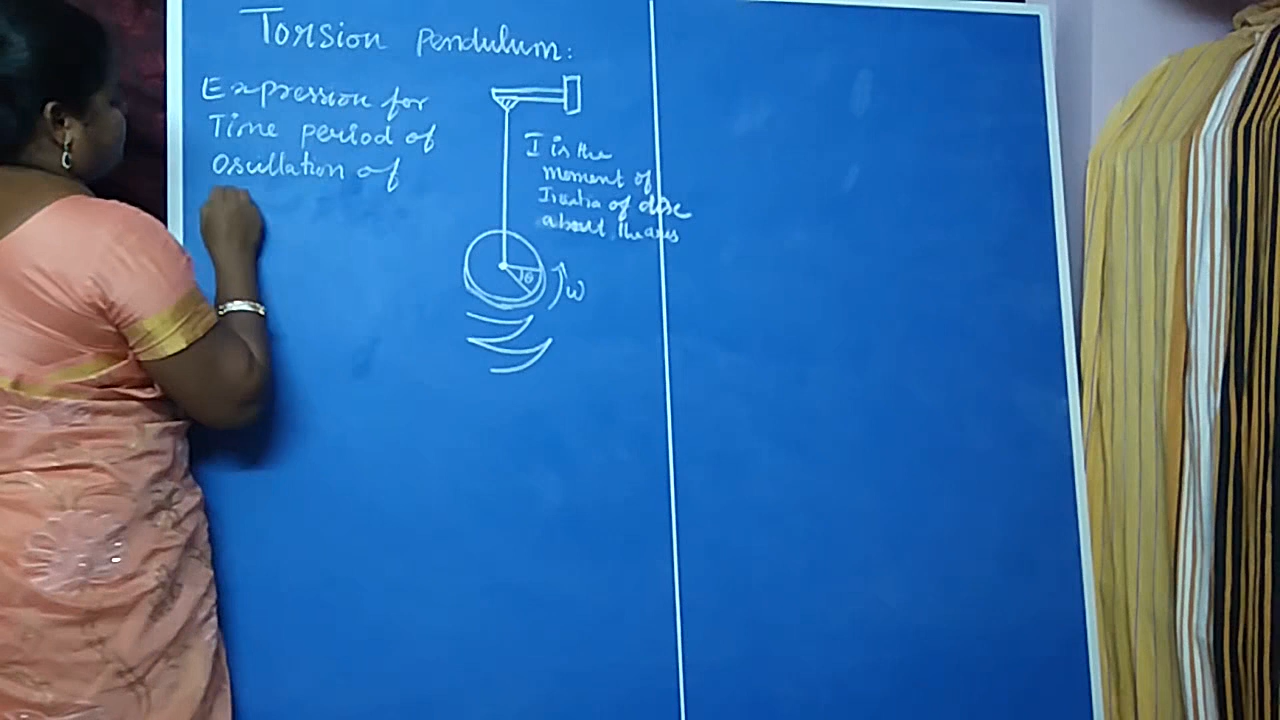 Torsion Pendulum:
Expression for
Time period of
Oscillation of
I is the
moment of
Inertia of disc
about the axis
θ
ω